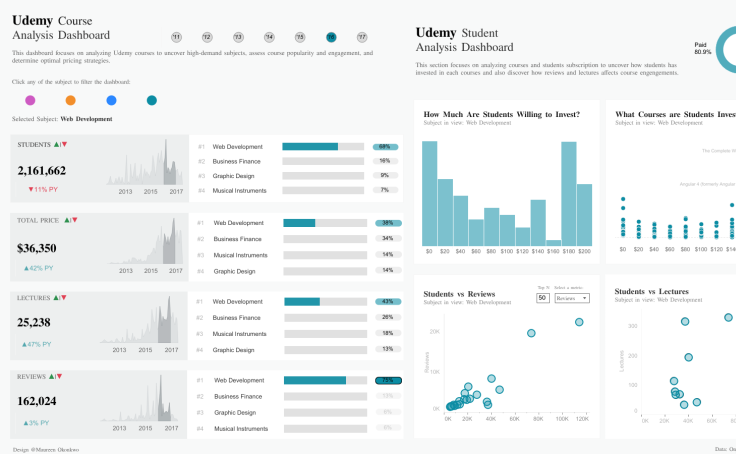 Udemy Course
Analysis Dashboard
'11 '12 '13 '14 '15 '16 '17
This dashboard focuses on analyzing Udemy courses to uncover high-demand subjects, assess course popularity and engagement, and
determine optimal pricing strategies.
Click any of the subject to filter the dashboard:
Selected Subject: Web Development
STUDENTS ▲|▼
2,161,662
▼11% PY
2013 2015 2017
#1 Web Development 68%
#2 Business Finance 16%
#3 Graphic Design 9%
#4 Musical Instruments 7%
TOTAL PRICE ▲|▼
$36,350
▲42% PY
2013 2015 2017
#1 Web Development 38%
#2 Business Finance 34%
#3 Musical Instruments 14%
#4 Graphic Design 14%
LECTURES ▲|▼
25,238
▲47% PY
2013 2015 2017
#1 Web Development 43%
#2 Business Finance 26%
#3 Musical Instruments 18%
#4 Graphic Design 13%
REVIEWS ▲|▼
162,024
▲3% PY
2013 2015 2017
#1 Web Development 75%
#2 Business Finance
#3 Graphic Design
#4 Musical Instruments
Design @Maureen Okonkwo
Udemy Student
Analysis Dashboard
Paid
80.9%
This section focuses on analyzing courses and students subscription to uncover how students has
invested in each courses and also discover how reviews and lectures affects course engengements.
How Much Are Students Willing to Invest?
Subject in view: Web Development
$0 $20 $40 $60 $80 $100 $120 $140 $160 $180 $200
What Courses are Students Inves
Subject in view: Web Development
The Complete W
Angular 4 (formerly Angular
$0 $20 $40 $60 $80 $100 $120 $14
Students vs Reviews
Subject in view: Web Development
Top N Select a metric:
50 Reviews
Reviews
20K
10K
0K
0K 20K 40K 60K 80K 100K 120K
Students vs Lectures
Subject in view: Web Development
Lectures
300
200
100
0
0K 20K 40K 60K
Data: On